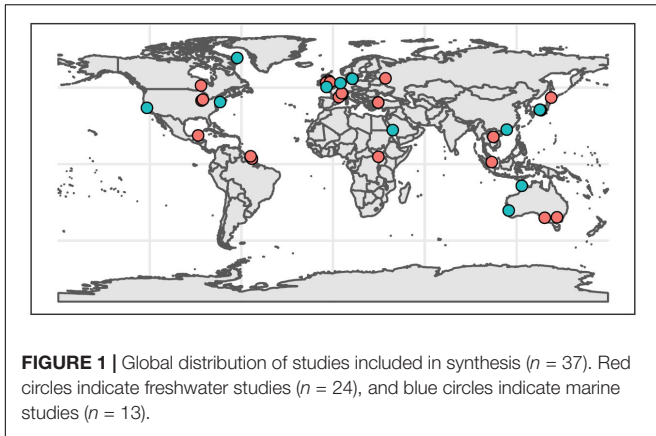 FIGURE 1 | Global distribution of studies included in synthesis (n = 37). Red
circles indicate freshwater studies (n = 24), and blue circles indicate marine
studies (n = 13).